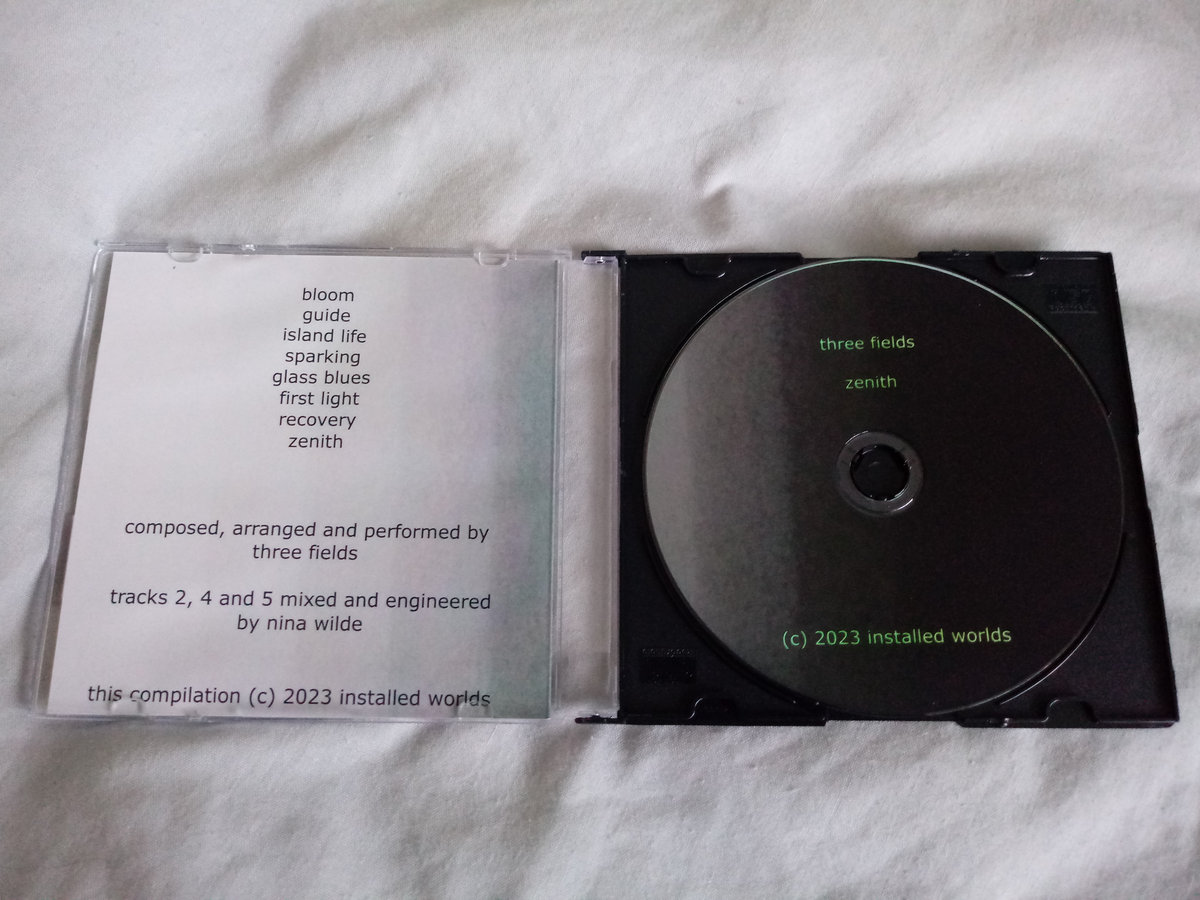 bloom
guide
island life
sparking
glass blues
first light
recovery
zenith
composed, arranged and performed by
three fields
tracks 2, 4 and 5 mixed and engineered
by nina wilde
this compilation (c) 2023 installed worlds
three fields
zenith
(c) 2023 installed worlds